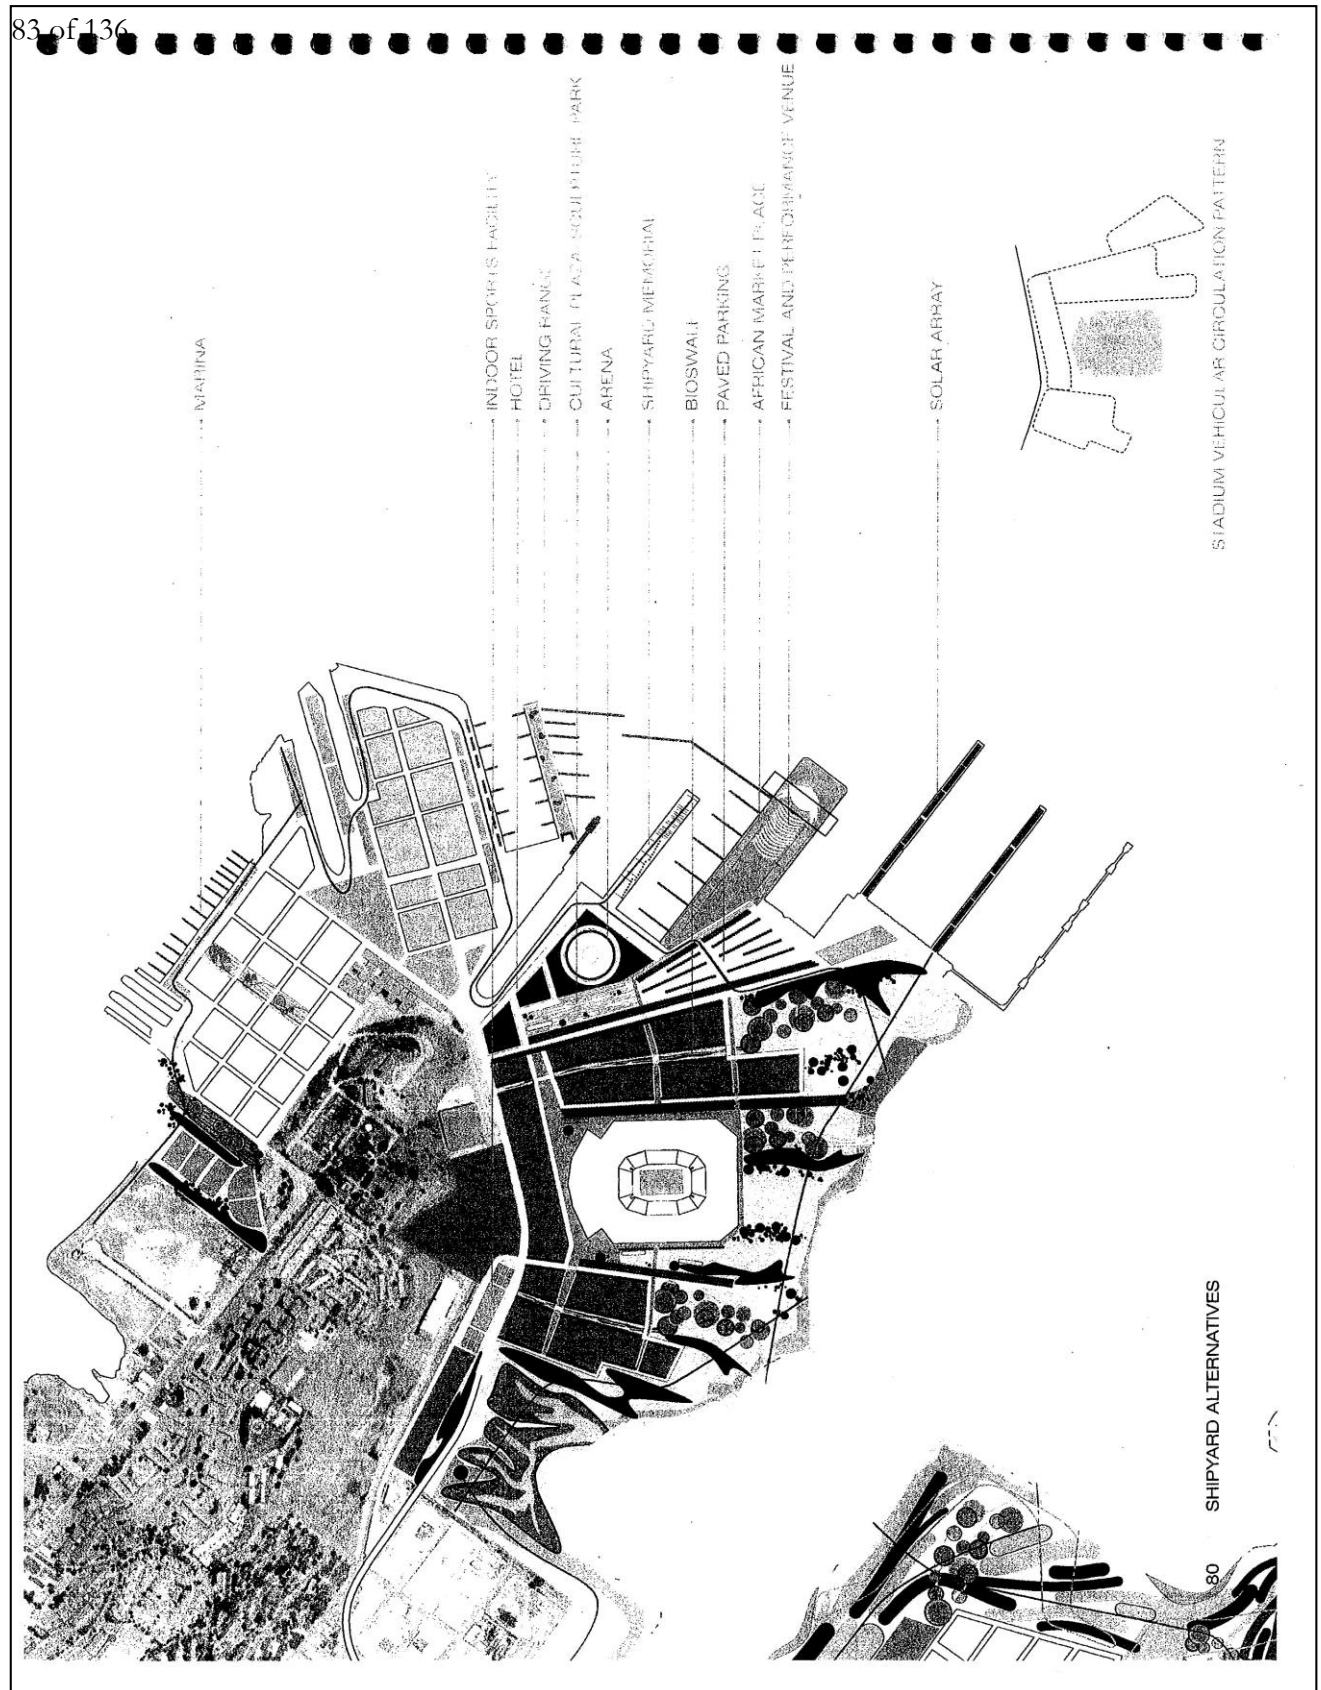 83 of 136
MARINA
INDOOR SPORTS FACILITY
HOTEL
DRIVING RANGE
CULTURAL PLAZA SCULPTURE PARK
ARENA
SHIPYARD MEMORIAL
BIOSWALE
PAVED PARKING
AFRICAN MARKET PLACE
FESTIVAL AND PERFORMANCE VENUE
SOLAR ARRAY
STADIUM VEHICULAR CIRCULATION PATTERN
80 SHIPYARD ALTERNATIVES